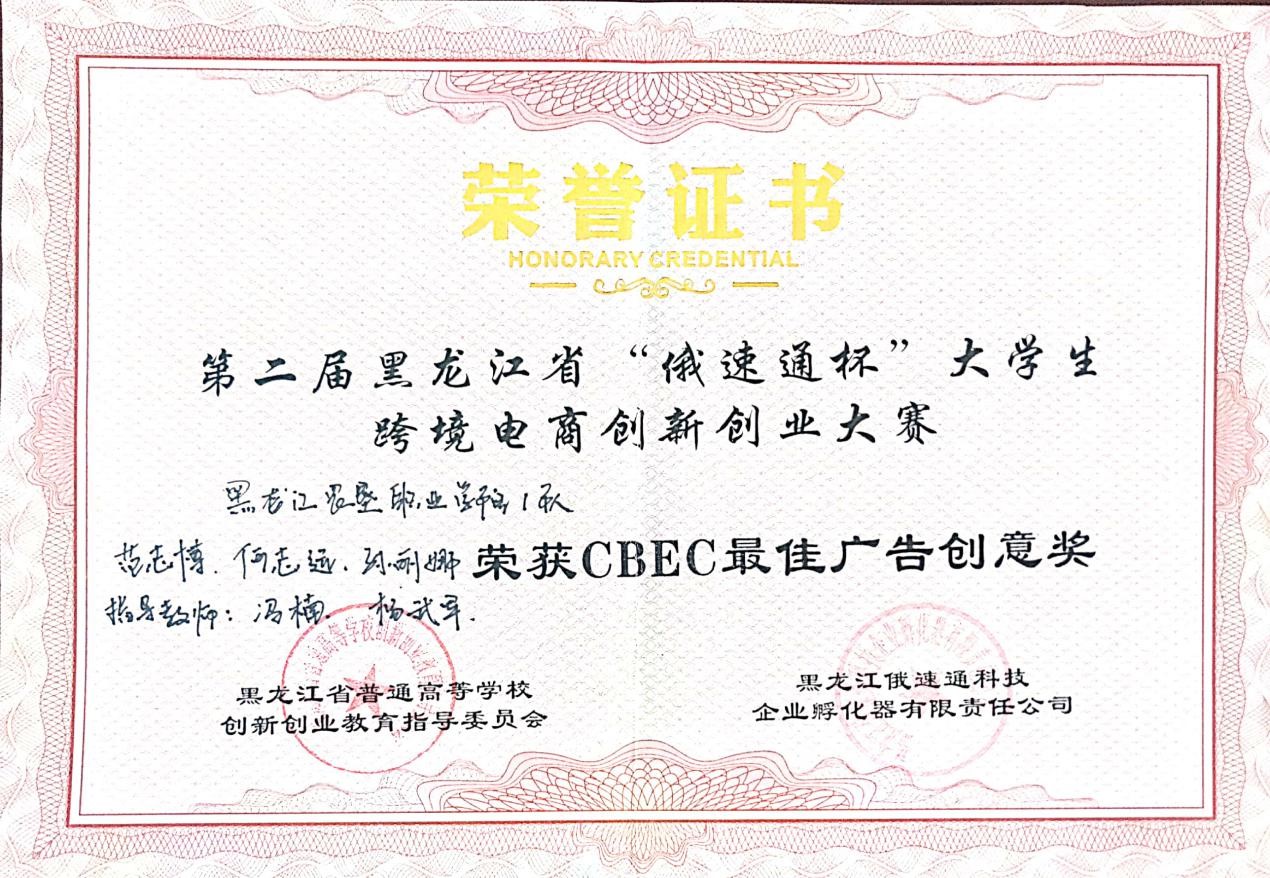 荣誉证书
HONORARY CREDENTIAL
第二届黑龙江省“俄速通杯”大学生
跨境电商创新创业大赛
黑龙江农垦职业学院1队
范志博、何志远、孙丽娜 荣获CBEC最佳广告创意奖
指导教师：冯楠、杨武军.
黑龙江省普通高等学校
创新创业教育指导委员会
黑龙江俄速通科技
企业孵化器有限责任公司